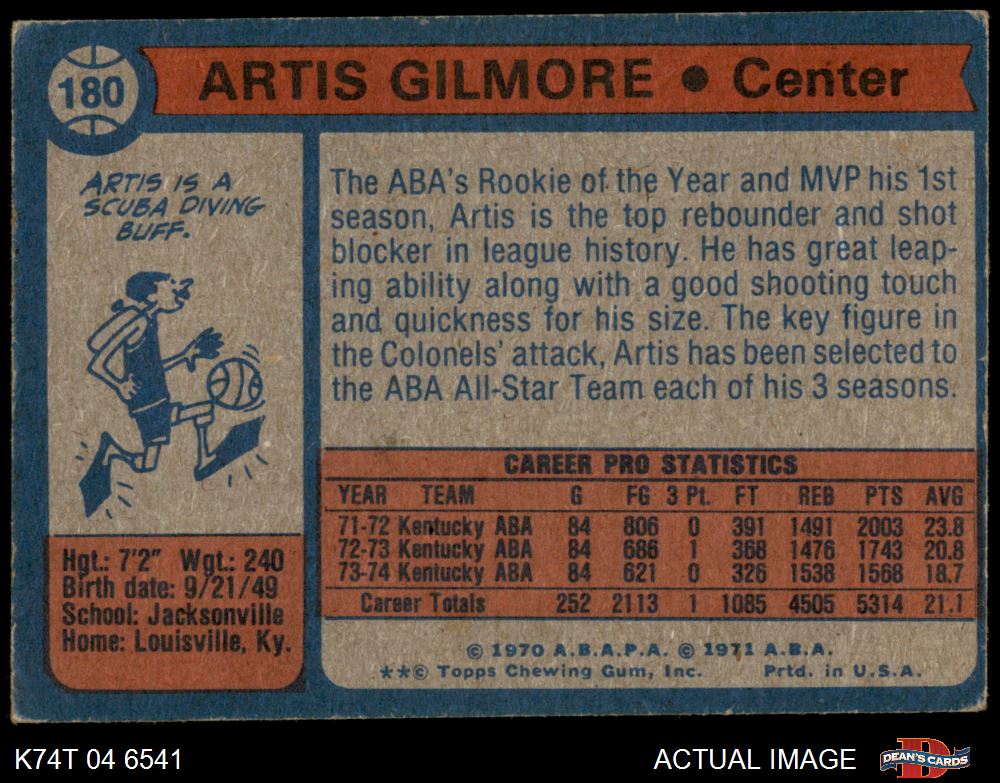 180
ARTIS GILMORE • Center
ARTIS IS A
SCUBA DIVING
BUFF.
The ABA's Rookie of the Year and MVP his 1st
season, Artis is the top rebounder and shot
blocker in league history. He has great leap-
ing ability along with a good shooting touch
and quickness for his size. The key figure in
the Colonels' attack, Artis has been selected to
the ABA All-Star Team each of his 3 seasons.
Hgt.: 7'2" Wgt.: 240
Birth date: 9/21/49
School: Jacksonville
Home: Louisville, Ky.
CAREER PRO STATISTICS
YEAR TEAM G FG 3 Pt. FT REB PTS AVG
71-72 Kentucky ABA 84 806 0 391 1491 2003 23.8
72-73 Kentucky ABA 84 686 1 368 1476 1743 20.8
73-74 Kentucky ABA 84 621 0 326 1538 1568 18.7
Career Totals 252 2113 1 1085 4505 5314 21.1
© 1970 A.B.A.P.A. © 1971 A.B.A.
**© Topps Chewing Gum, Inc. Prtd. in U.S.A.
K74T 04 6541
ACTUAL IMAGE
DEAN'S CARDS